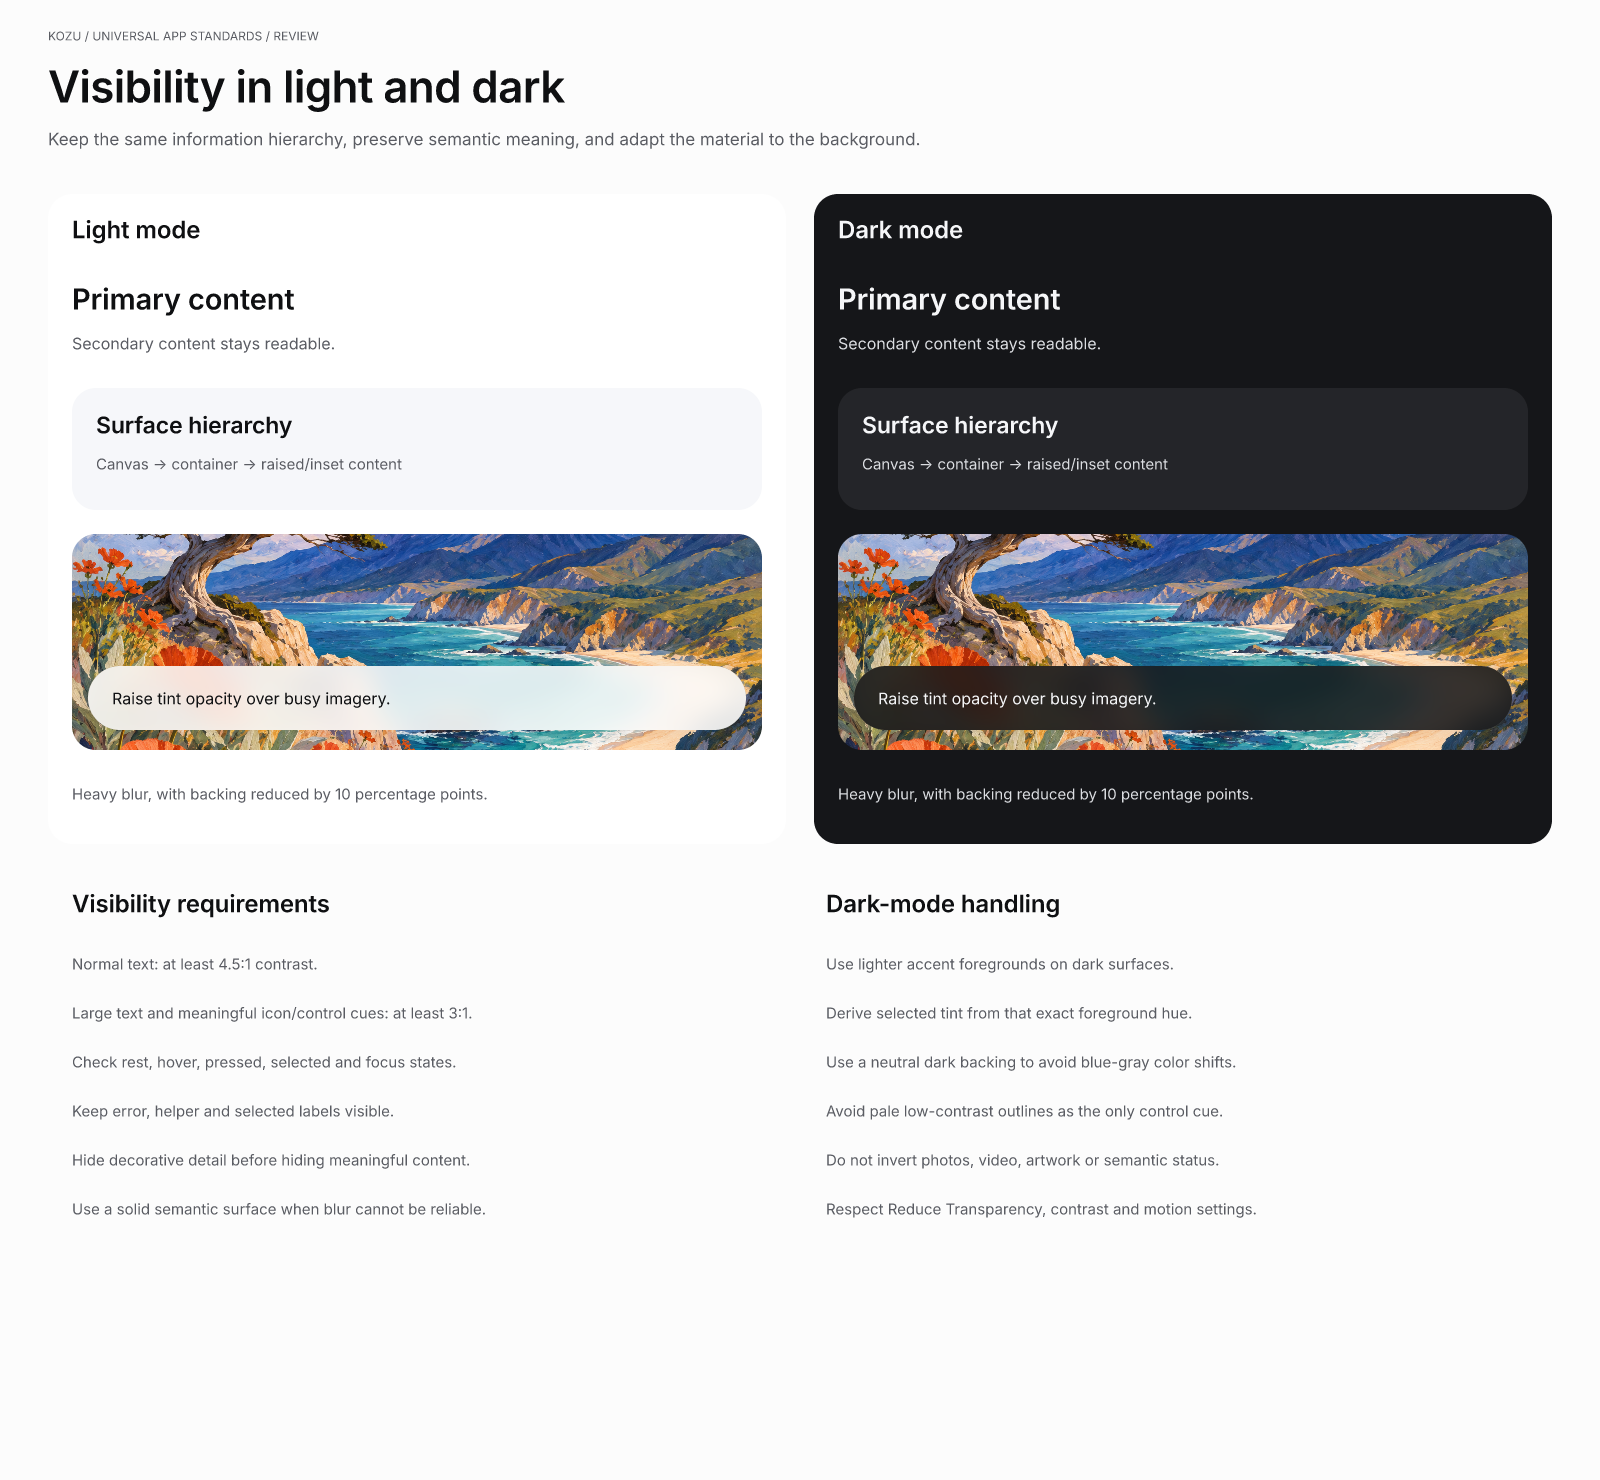 KOZU / UNIVERSAL APP STANDARDS / REVIEW
Visibility in light and dark
Keep the same information hierarchy, preserve semantic meaning, and adapt the material to the background.
Light mode
Primary content
Secondary content stays readable.
Surface hierarchy
Canvas → container → raised/inset content
Raise tint opacity over busy imagery.
Heavy blur, with backing reduced by 10 percentage points.
Dark mode
Primary content
Secondary content stays readable.
Surface hierarchy
Canvas → container → raised/inset content
Raise tint opacity over busy imagery.
Heavy blur, with backing reduced by 10 percentage points.
Visibility requirements
Normal text: at least 4.5:1 contrast.
Large text and meaningful icon/control cues: at least 3:1.
Check rest, hover, pressed, selected and focus states.
Keep error, helper and selected labels visible.
Hide decorative detail before hiding meaningful content.
Use a solid semantic surface when blur cannot be reliable.
Dark-mode handling
Use lighter accent foregrounds on dark surfaces.
Derive selected tint from that exact foreground hue.
Use a neutral dark backing to avoid blue-gray color shifts.
Avoid pale low-contrast outlines as the only control cue.
Do not invert photos, video, artwork or semantic status.
Respect Reduce Transparency, contrast and motion settings.